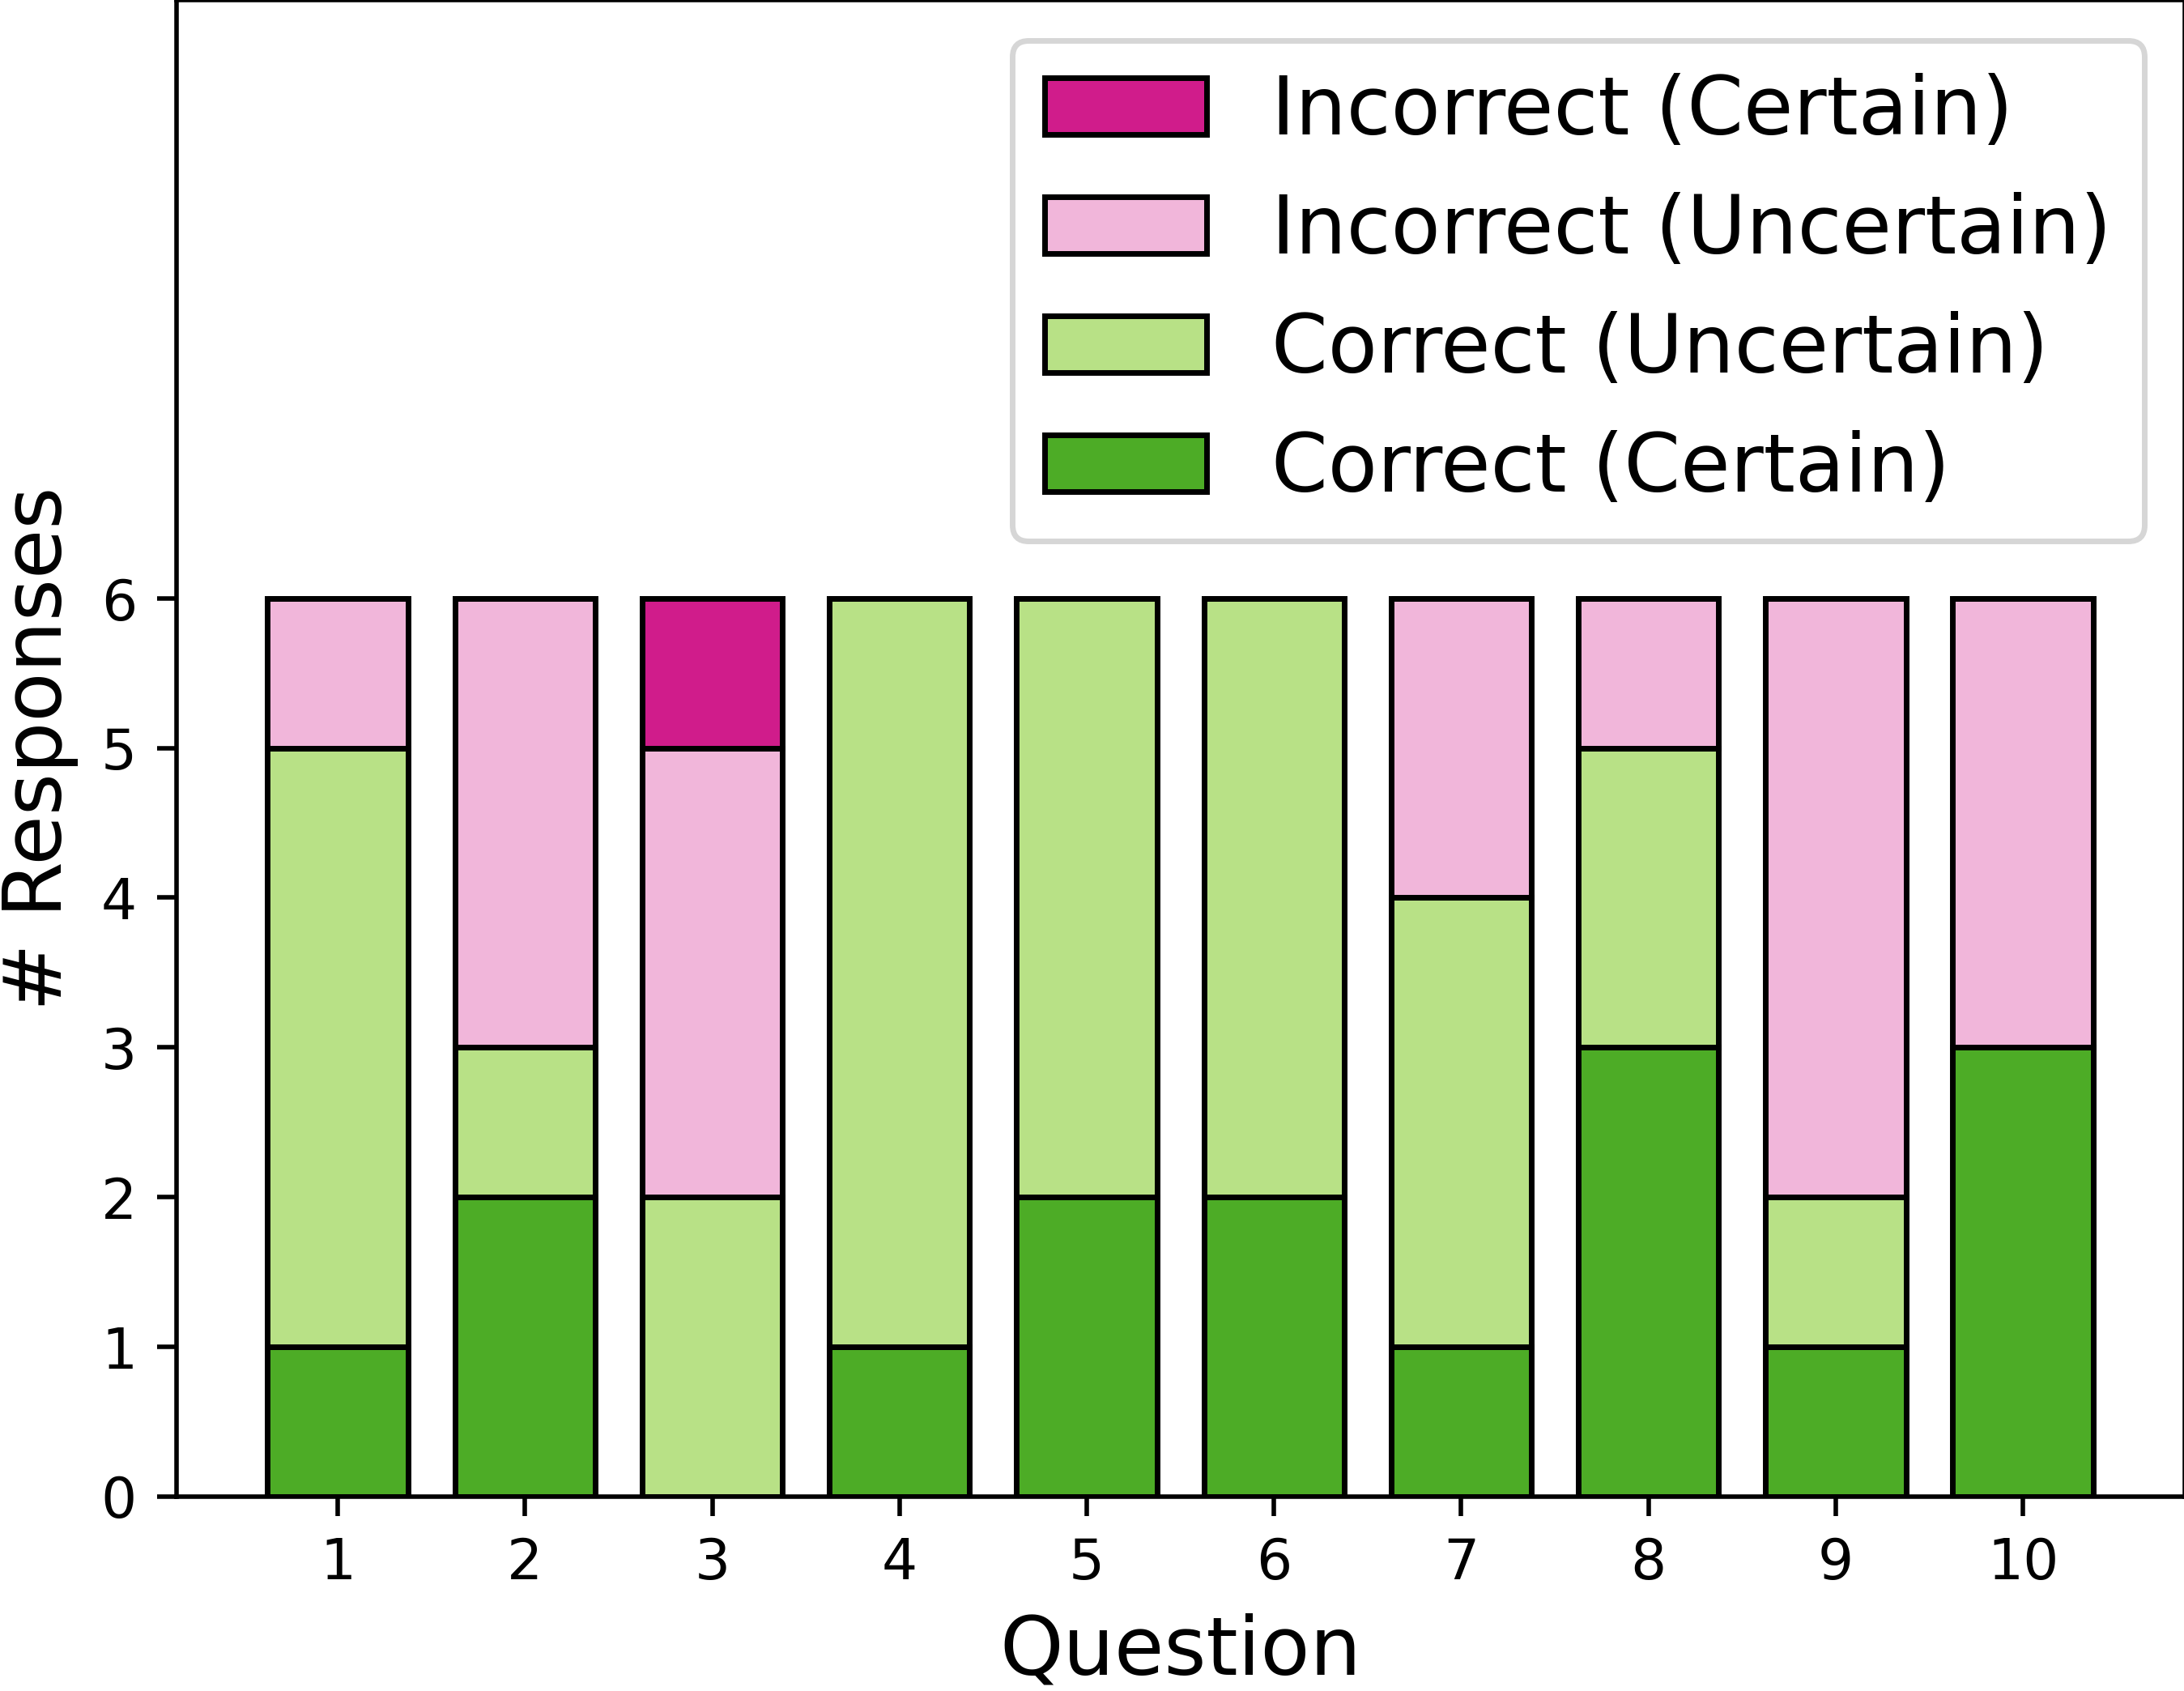 Incorrect (Certain)
Incorrect (Uncertain)
Correct (Uncertain)
Correct (Certain)
# Responses
6
5
4
3
2
1
0
1 2 3 4 5 6 7 8 9 10
Question